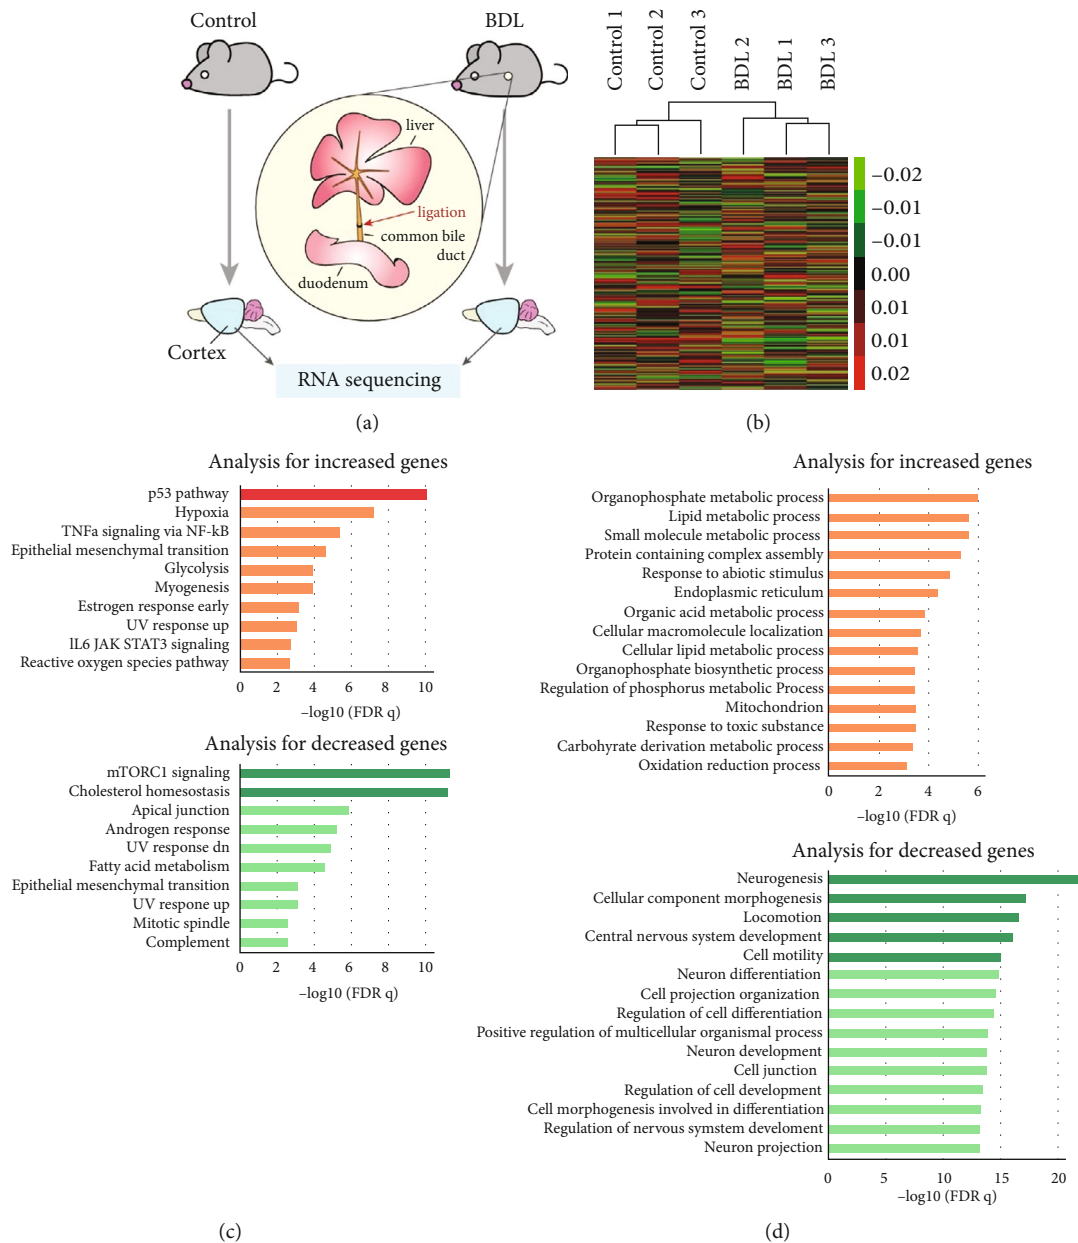 Control
BDL
liver
ligation
common bile
duct
duodenum
Cortex
RNA sequencing
(a)
Control 1
Control 2
Control 3
BDL 2
BDL 1
BDL 3
–0.02
–0.01
–0.01
0.00
0.01
0.01
0.02
(b)
Analysis for increased genes
p53 pathway
Hypoxia
TNFa signaling via NF-kB
Epithelial mesenchymal transition
Glycolysis
Myogenesis
Estrogen response early
UV response up
IL6 JAK STAT3 signaling
Reactive oxygen species pathway
0 2 4 6 8 10
–log10 (FDR q)
Analysis for decreased genes
mTORC1 signaling
Cholesterol homesostasis
Apical junction
Androgen response
UV response dn
Fatty acid metabolism
Epithelial mesenchymal transition
UV respone up
Mitotic spindle
Complement
0 2 4 6 8 10
–log10 (FDR q)
(c)
Analysis for increased genes
Organophosphate metabolic process
Lipid metabolic process
Small molecule metabolic process
Protein containing complex assembly
Response to abiotic stimulus
Endoplasmic reticulum
Organic acid metabolic process
Cellular macromolecule localization
Cellular lipid metabolic process
Organophosphate biosynthetic process
Regulation of phosphorus metabolic Process
Mitochondrion
Response to toxic substance
Carbohyrate derivation metabolic process
Oxidation reduction process
0 2 4 6
–log10 (FDR q)
Analysis for decreased genes
Neurogenesis
Cellular component morphogenesis
Locomotion
Central nervous system development
Cell motility
Neuron differentiation
Cell projection organization
Regulation of cell differentiation
Positive regulation of multicellular organismal process
Neuron development
Cell junction
Regulation of cell development
Cell morphogenesis involved in differentiation
Regulation of nervous symstem develoment
Neuron projection
0 5 10 15 20
–log10 (FDR q)
(d)